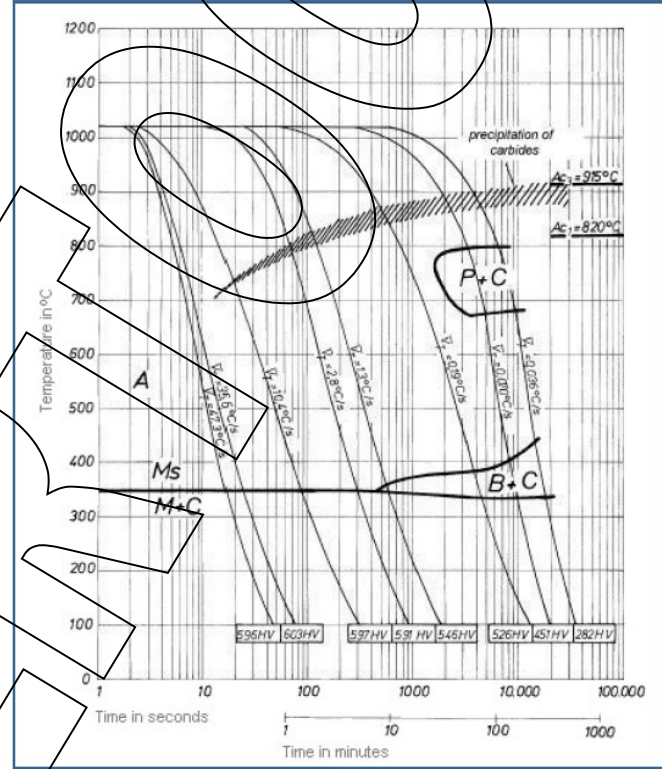 1200
1100
1000
900
800
700
600
500
400
300
200
100
0
Temperature in °C
precipitation of
carbides
Ac₃=915°C
Ac₁=820°C
P+C
A
Ms
M+C
B+C
596HV 603HV 597HV 591 HV 546HV 526HV 451HV 282HV
1 10 100 1000 10.000 100.000
Time in seconds
1 10 100 1000
Time in minutes